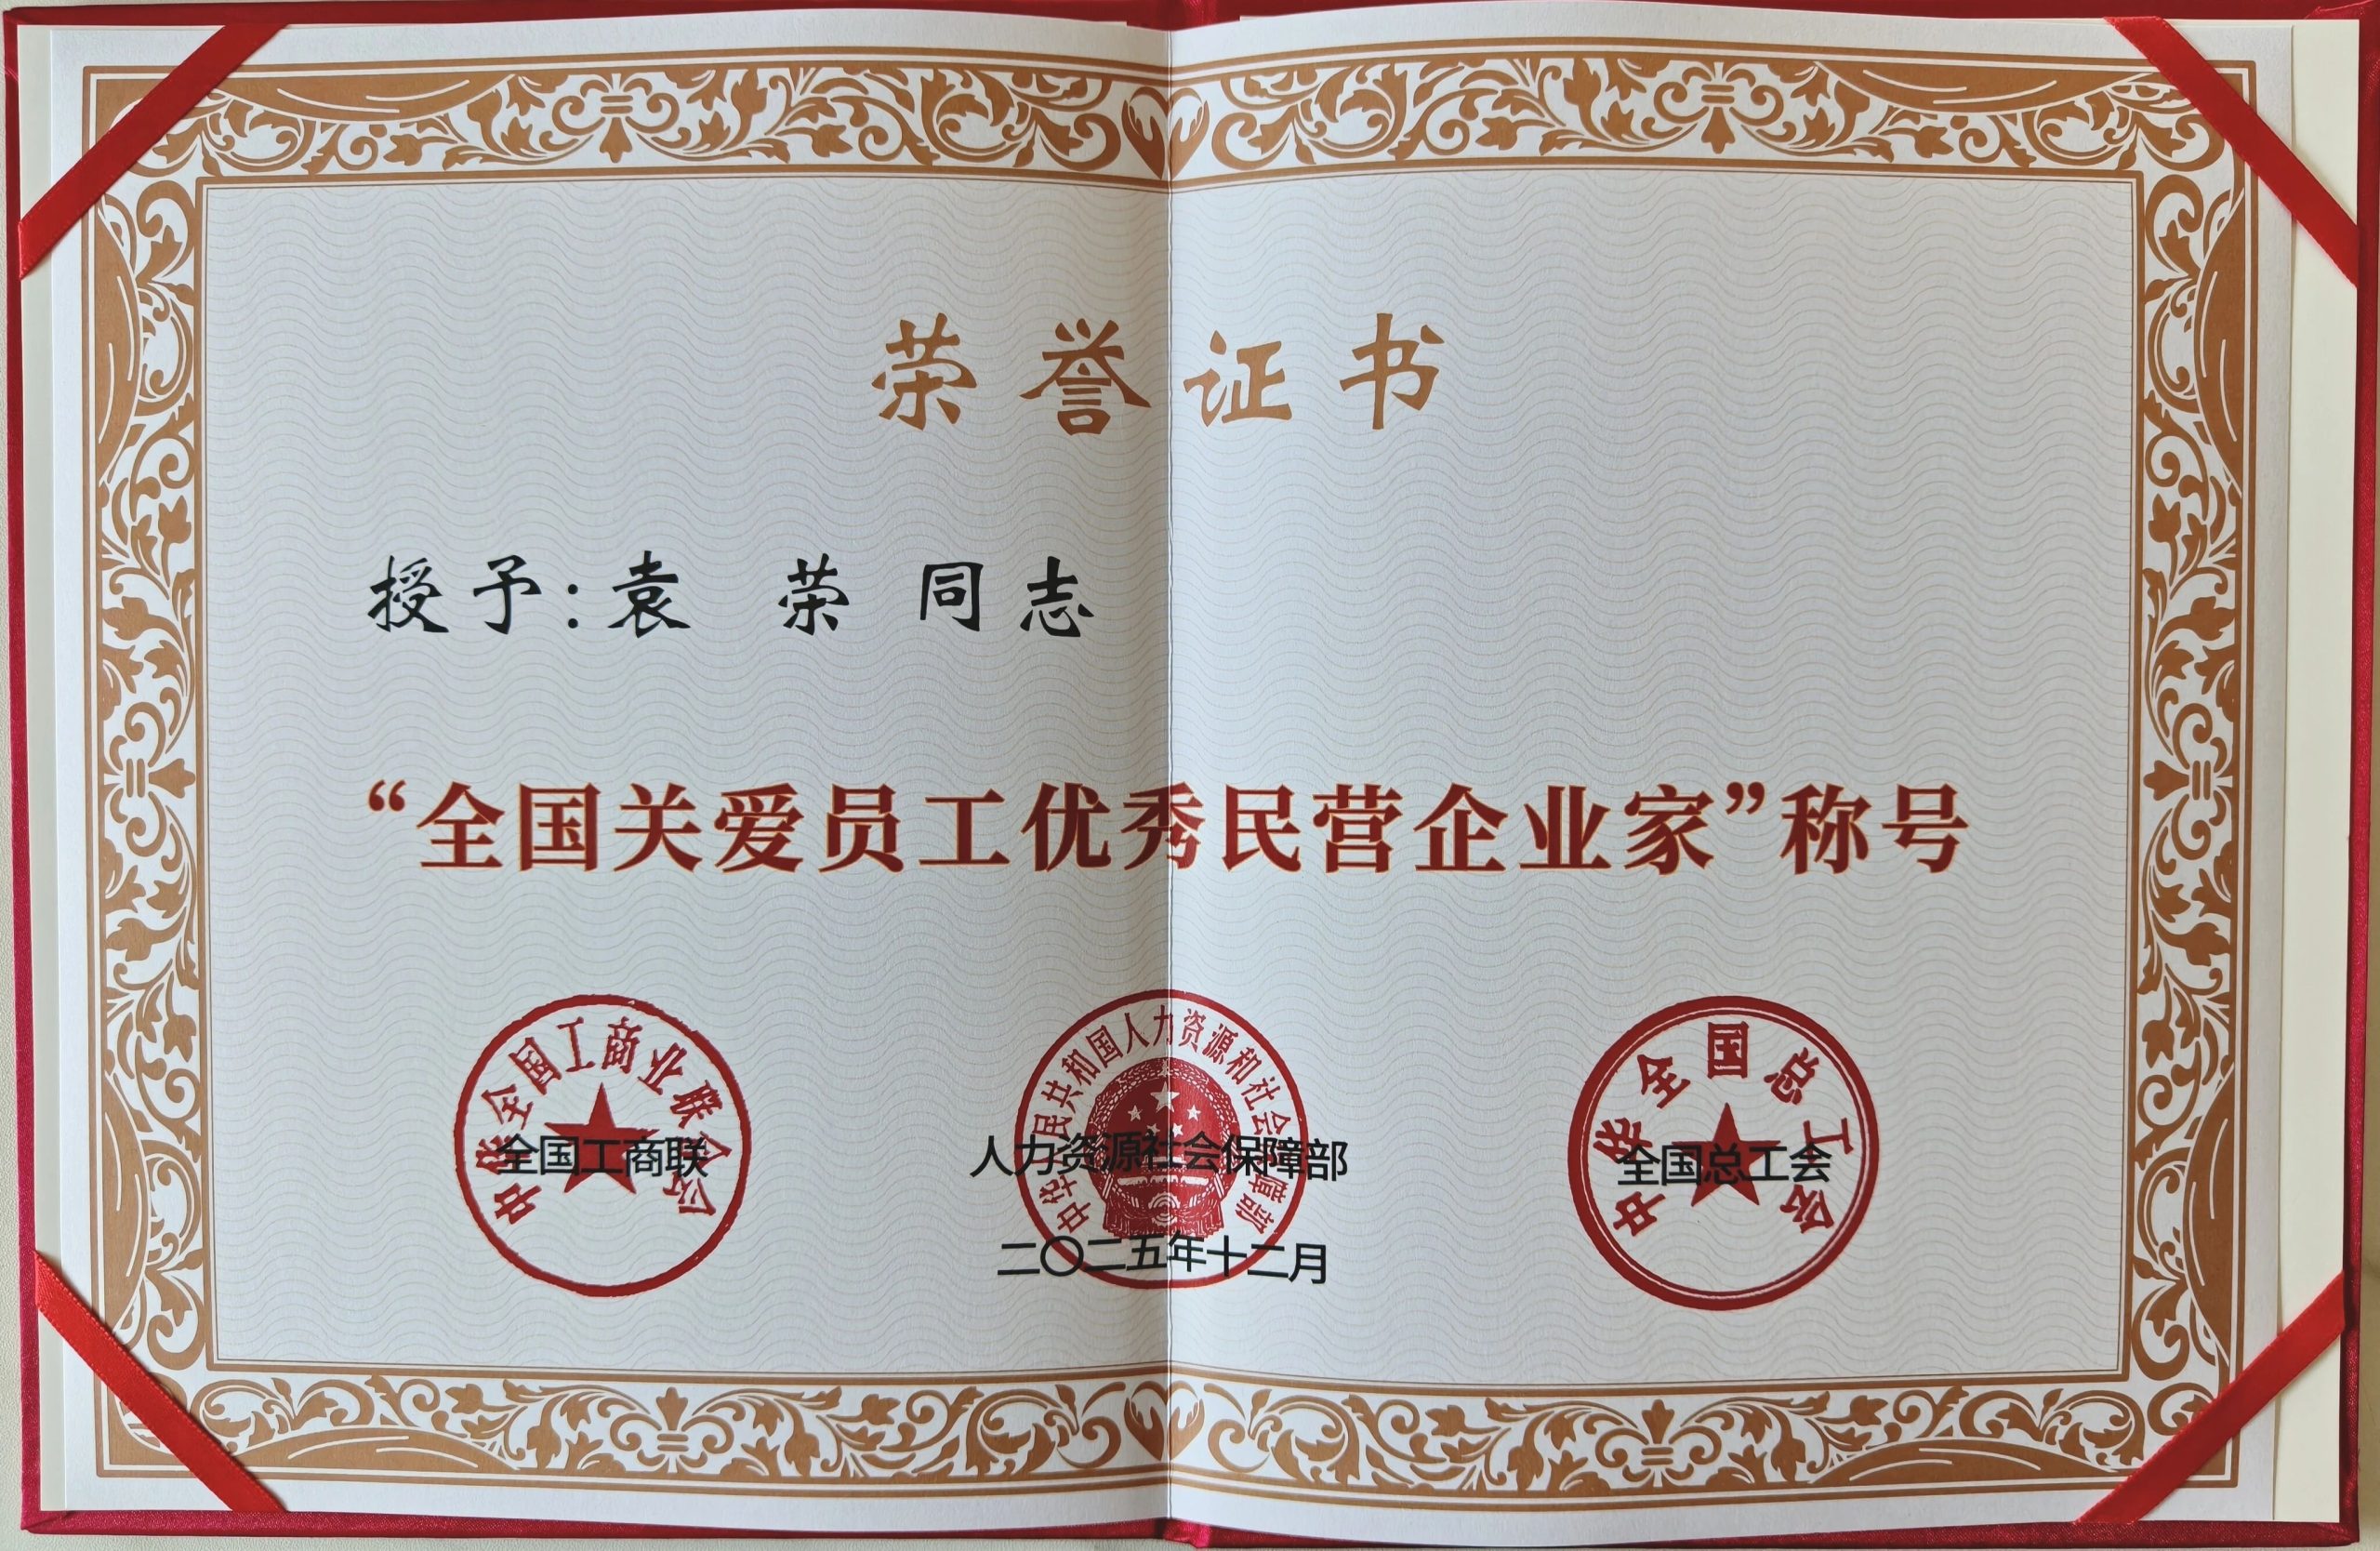 荣誉证书
授予:袁 荣 同志
“全国关爱员工优秀民营企业家”称号
中华全国工商业联合会
全国工商联
中华人民共和国人力资源和社会保障部
人力资源社会保障部
二〇二五年十二月
中华全国总工会
全国总工会